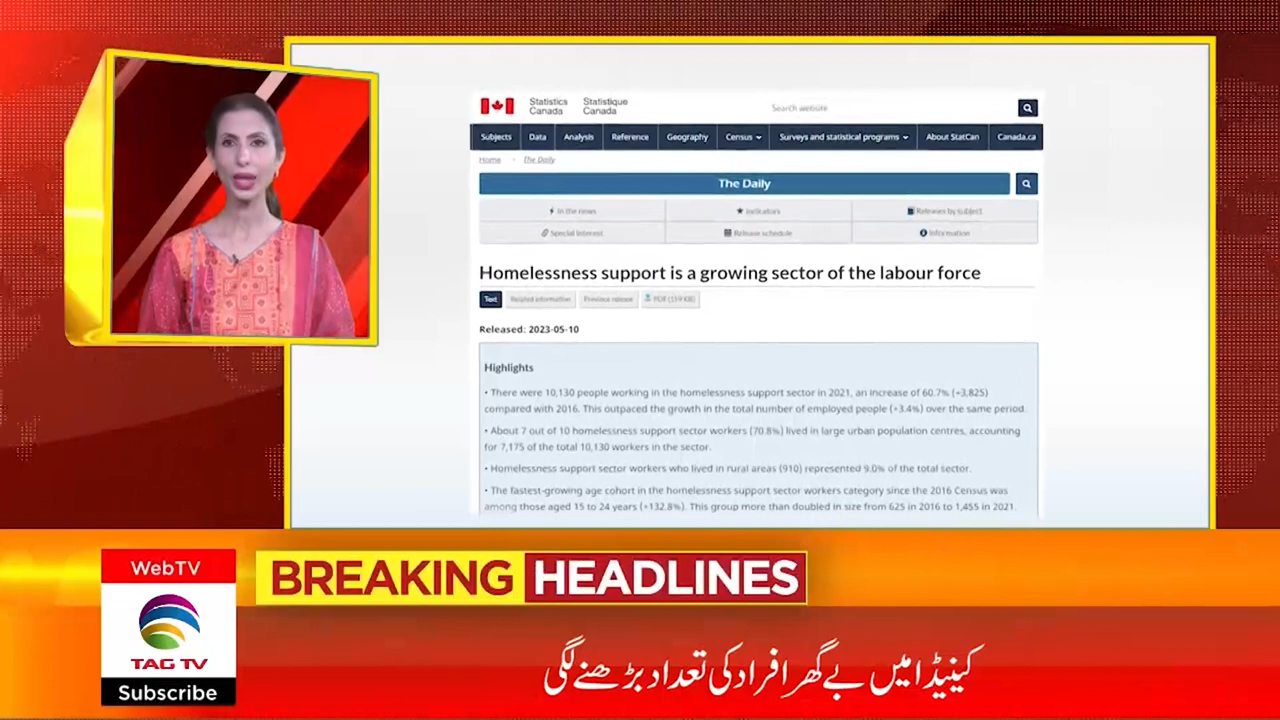 Statistics Canada
Statistique Canada
Search website
Subjects Data Analysis Reference Geography Census Surveys and statistical programs About StatCan Canada.ca
Home The Daily
The Daily
In the news Indicators Releases by subject
Special interest Release schedule Information
Homelessness support is a growing sector of the labour force
Text Related information Previous release PDF (159 KB)
Released: 2023-05-10
Highlights
• There were 10,130 people working in the homelessness support sector in 2021, an increase of 60.7% (+3,825)
compared with 2016. This outpaced the growth in the total number of employed people (+3.4%) over the same period.
• About 7 out of 10 homelessness support sector workers (70.8%) lived in large urban population centres, accounting
for 7,175 of the total 10,130 workers in the sector.
• Homelessness support sector workers who lived in rural areas (910) represented 9.0% of the total sector.
• The fastest-growing age cohort in the homelessness support sector workers category since the 2016 Census was
among those aged 15 to 24 years (+132.8%). This group more than doubled in size from 625 in 2016 to 1,455 in 2021.
WebTV
TAG TV
Subscribe
BREAKING HEADLINES
کینیڈا میں بے گھر افراد کی تعداد بڑھنے لگی